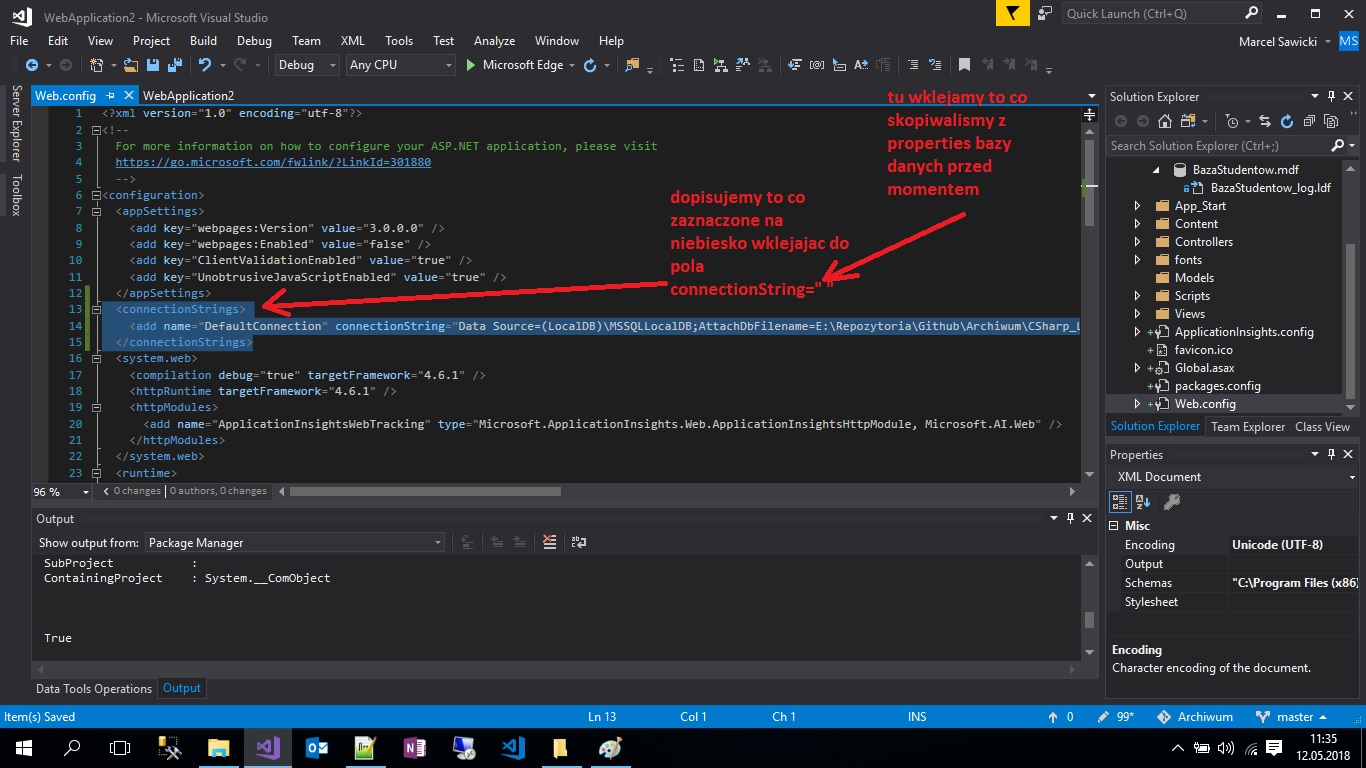 WebApplication2 - Microsoft Visual Studio
Quick Launch (Ctrl+Q)
File Edit View Project Build Debug Team XML Tools Test Analyze Window Help
Marcel Sawicki MS
Debug Any CPU Microsoft Edge
Server Explorer
Toolbox
Web.config WebApplication2
1 <?xml version="1.0" encoding="utf-8"?>
2 <!--
3 For more information on how to configure your ASP.NET application, please visit
4 https://go.microsoft.com/fwlink/?LinkId=301880
5 -->
6 <configuration>
7 <appSettings>
8 <add key="webpages:Version" value="3.0.0.0" />
9 <add key="webpages:Enabled" value="false" />
10 <add key="ClientValidationEnabled" value="true" />
11 <add key="UnobtrusiveJavaScriptEnabled" value="true" />
12 </appSettings>
13 <connectionStrings>
14 <add name="DefaultConnection" connectionString="Data Source=(LocalDB)\MSSQLLocalDB;AttachDbFilename=E:\Repozytoria\Github\Archiwum\CSharp_L
15 </connectionStrings>
16 <system.web>
17 <compilation debug="true" targetFramework="4.6.1" />
18 <httpRuntime targetFramework="4.6.1" />
19 <httpModules>
20 <add name="ApplicationInsightsWebTracking" type="Microsoft.ApplicationInsights.Web.ApplicationInsightsHttpModule, Microsoft.AI.Web" />
21 </httpModules>
22 </system.web>
23 <runtime>
tu wklejamy to co
skopiwalismy z
properties bazy
danych przed
momentem
dopisujemy to co
zaznaczone na
niebiesko wklejajac do
pola
connectionString=" "
96 % 0 changes | 0 authors, 0 changes
Output
Show output from: Package Manager
SubProject :
ContainingProject : System.__ComObject
True
Data Tools Operations Output
Solution Explorer
Search Solution Explorer (Ctrl+;)
BazaStudentow.mdf
BazaStudentow_log.ldf
App_Start
Content
Controllers
fonts
Models
Scripts
Views
ApplicationInsights.config
favicon.ico
Global.asax
packages.config
Web.config
Solution Explorer Team Explorer Class View
Properties
XML Document
Misc
Encoding Unicode (UTF-8)
Output
Schemas "C:\Program Files (x86)
Stylesheet
Encoding
Character encoding of the document.
Item(s) Saved Ln 13 Col 1 Ch 1 INS 0 99* Archiwum master
11:35
12.05.2018